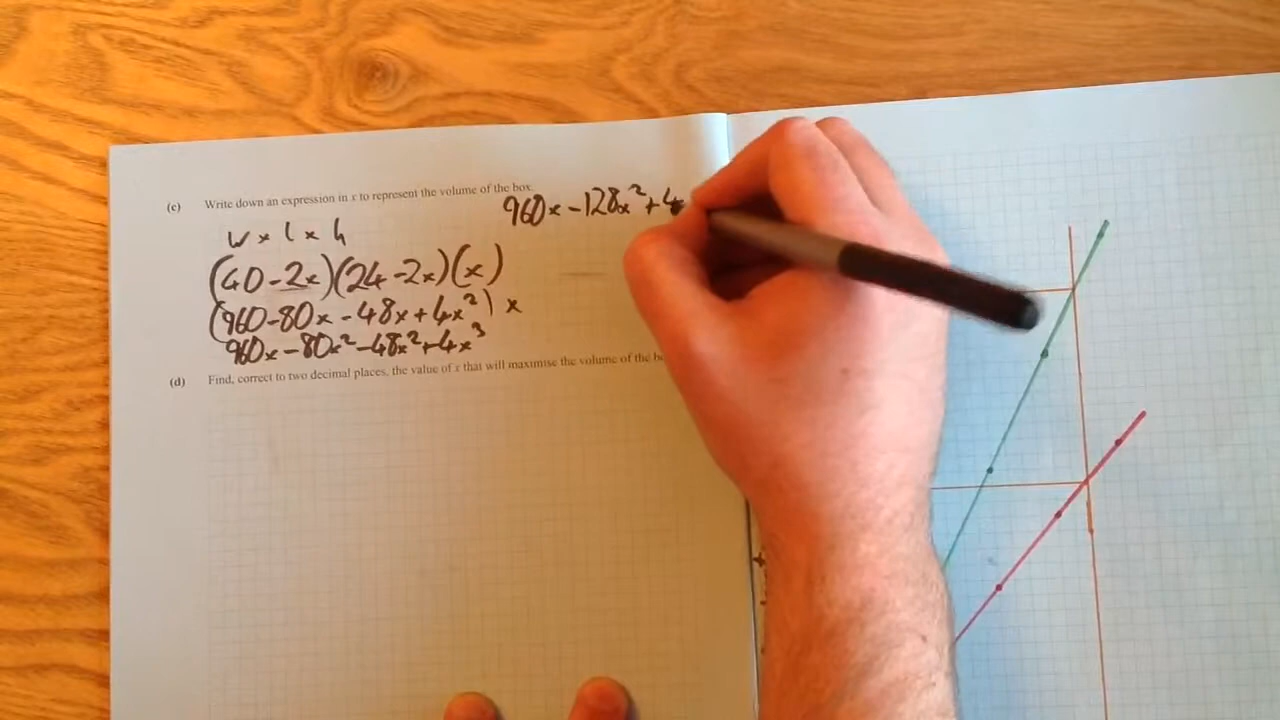 (c) Write down an expression in x to represent the volume of the box.
960x - 128x² + 4
w × l × h
(40-2x)(24-2x)(x)
(960-80x-48x+4x²) x
960x-80x²-48x²+4x³
(d) Find, correct to two decimal places, the value of x that will maximise the volume of the